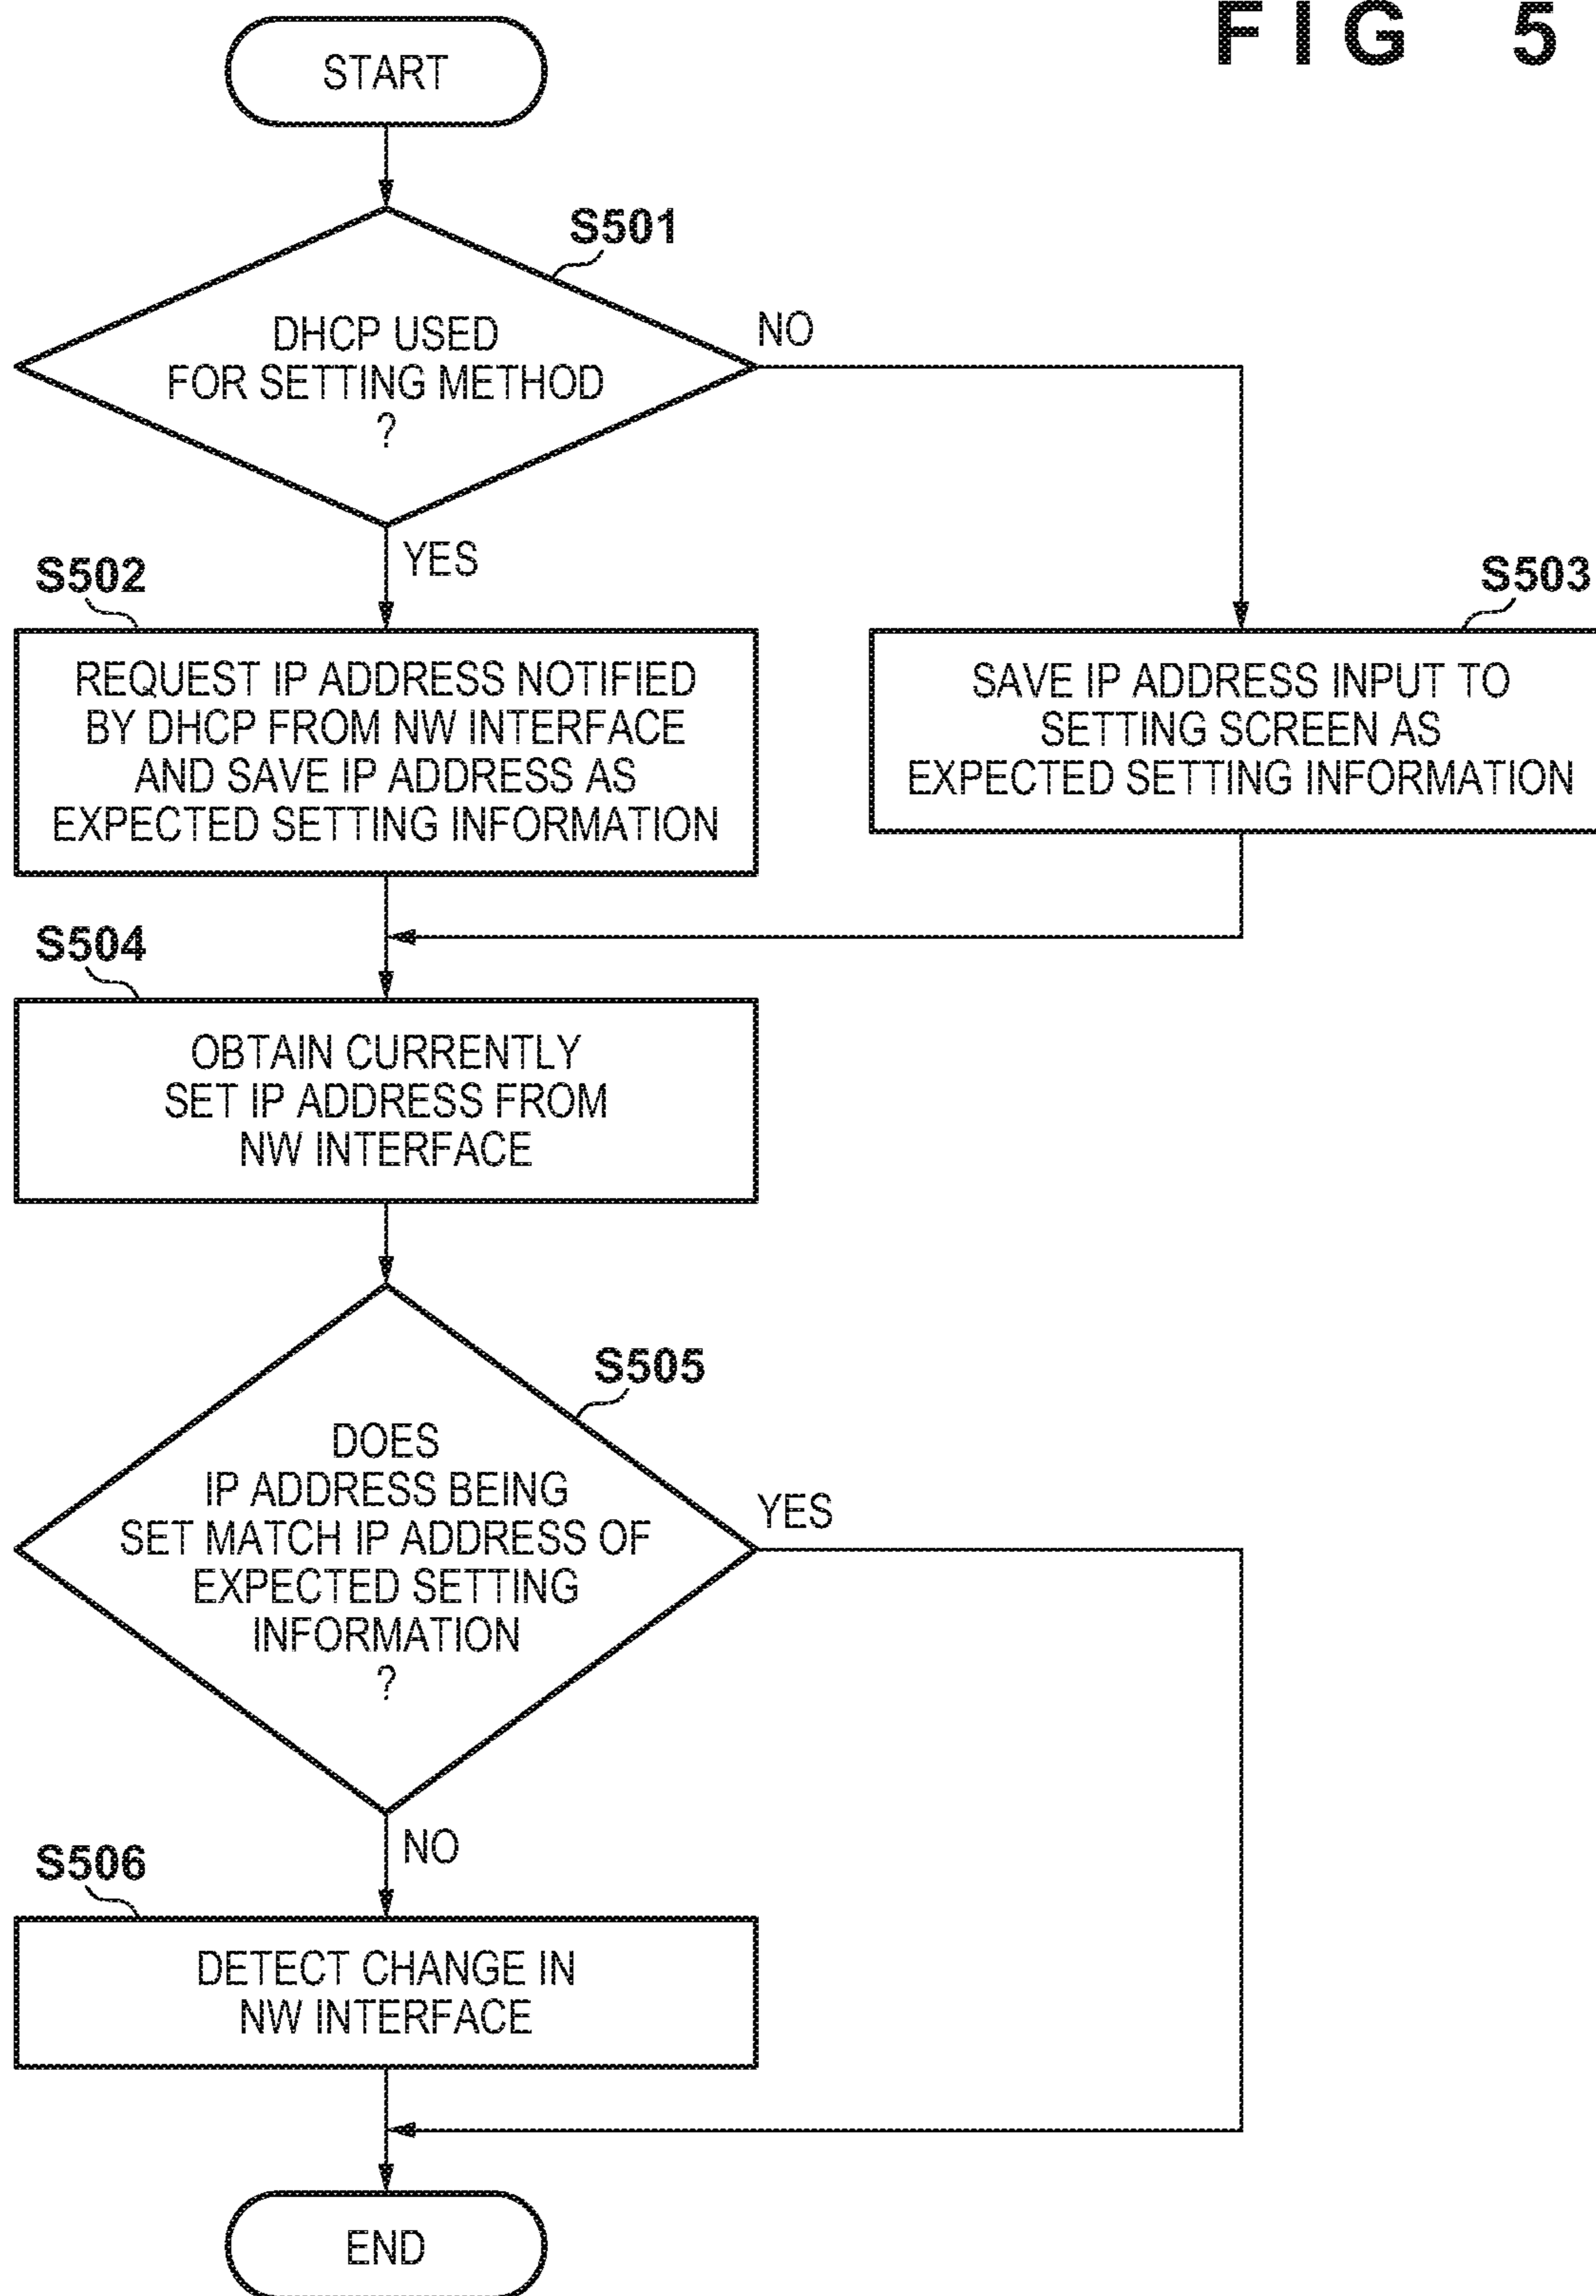 FIG 5
START
S501
DHCP USED
FOR SETTING METHOD
?
NO
YES
S502
REQUEST IP ADDRESS NOTIFIED
BY DHCP FROM NW INTERFACE
AND SAVE IP ADDRESS AS
EXPECTED SETTING INFORMATION
S503
SAVE IP ADDRESS INPUT TO
SETTING SCREEN AS
EXPECTED SETTING INFORMATION
S504
OBTAIN CURRENTLY
SET IP ADDRESS FROM
NW INTERFACE
S505
DOES
IP ADDRESS BEING
SET MATCH IP ADDRESS OF
EXPECTED SETTING
INFORMATION
?
YES
NO
S506
DETECT CHANGE IN
NW INTERFACE
END